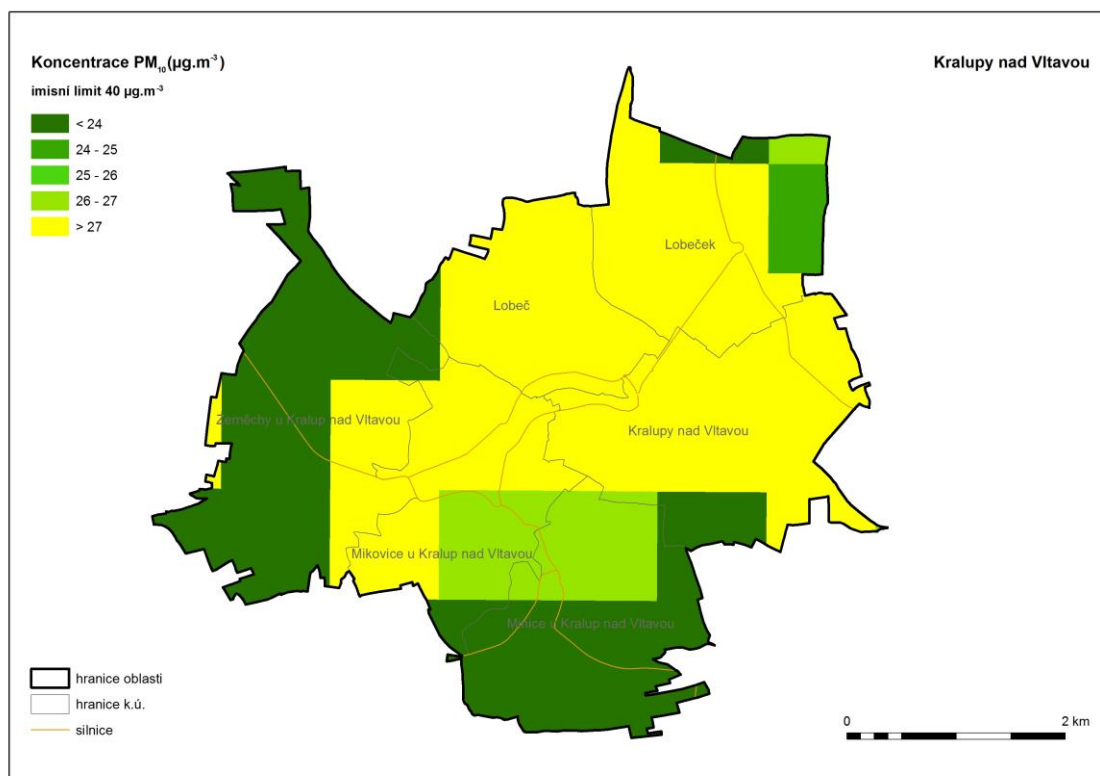 Koncentrace PM₁₀(µg.m⁻³)
imisní limit 40 µg.m⁻³
< 24
24 - 25
25 - 26
26 - 27
> 27
Kralupy nad Vltavou
Lobeček
Lobeč
Zeměchy u Kralup nad Vltavou
Kralupy nad Vltavou
Mikovice u Kralup nad Vltavou
Minice u Kralup nad Vltavou
hranice oblasti
hranice k.ú.
silnice
0 2 km